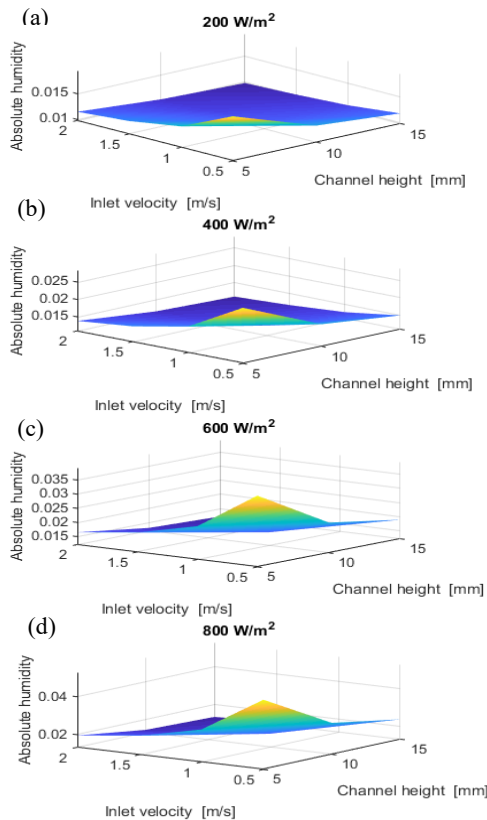 (a)
200 W/m²
Absolute humidity
0.015
0.01
2
1.5
1
0.5
5
10
15
Inlet velocity [m/s]
Channel height [mm]
(b)
400 W/m²
Absolute humidity
0.025
0.02
0.015
2
1.5
1
0.5
5
10
15
Inlet velocity [m/s]
Channel height [mm]
(c)
600 W/m²
Absolute humidity
0.035
0.03
0.025
0.02
0.015
2
1.5
1
0.5
5
10
15
Inlet velocity [m/s]
Channel height [mm]
(d)
800 W/m²
Absolute humidity
0.04
0.02
2
1.5
1
0.5
5
10
15
Inlet velocity [m/s]
Channel height [mm]